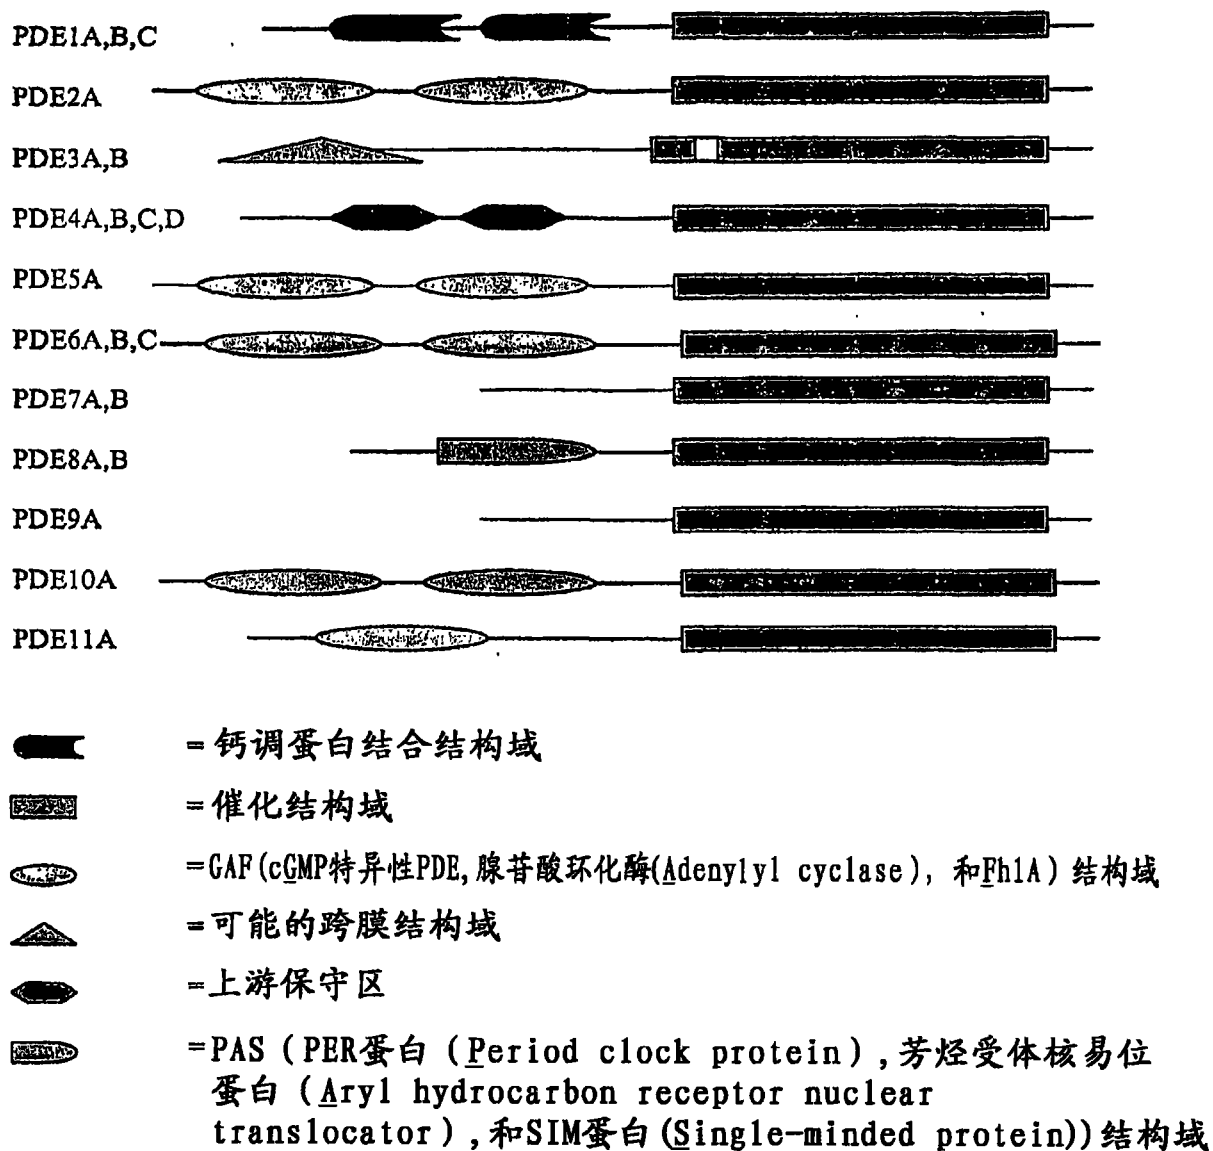 PDE1A,B,C
PDE2A
PDE3A,B
PDE4A,B,C,D
PDE5A
PDE6A,B,C
PDE7A,B
PDE8A,B
PDE9A
PDE10A
PDE11A
=钙调蛋白结合结构域
=催化结构域
=GAF(cGMP特异性PDE,腺苷酸环化酶(Adenylyl cyclase), 和FhlA)结构域
=可能的跨膜结构域
=上游保守区
=PAS(PER蛋白(Period clock protein),芳烃受体核易位
蛋白(Aryl hydrocarbon receptor nuclear
translocator),和SIM蛋白(Single-minded protein))结构域